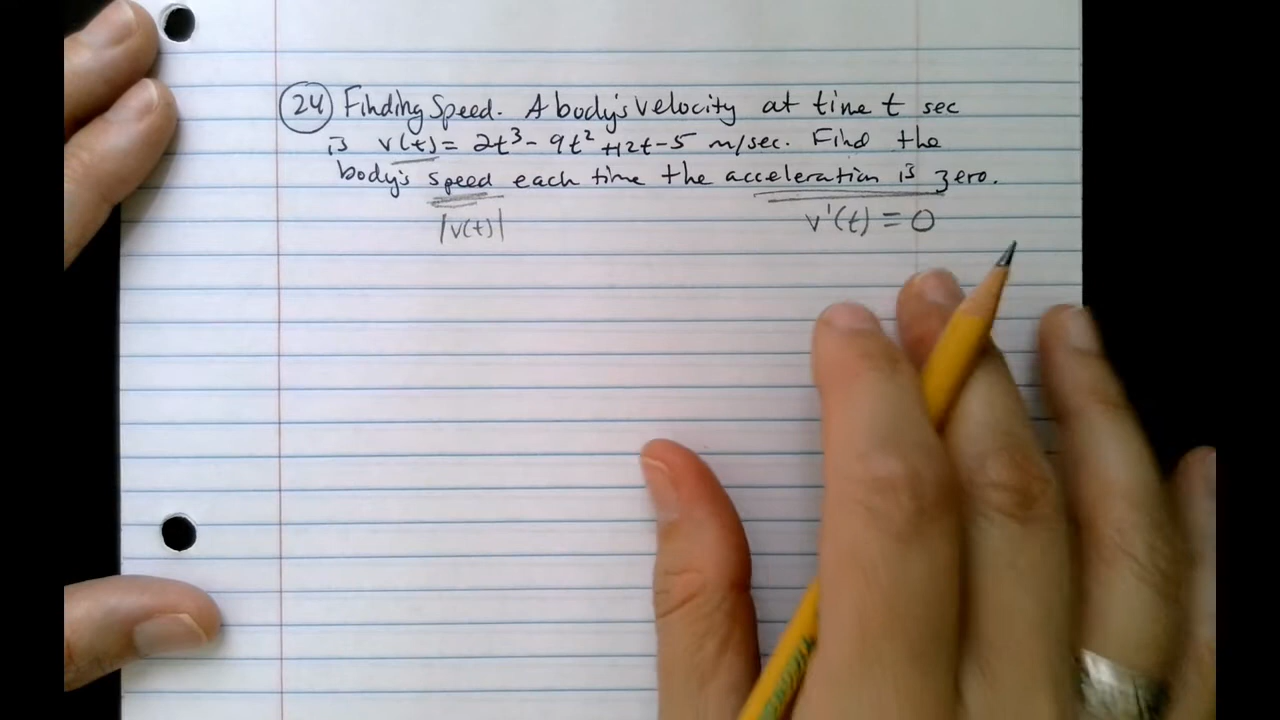 24 Finding Speed. A body's velocity at time t sec
is v(t) = 2t³ - 9t² + 12t - 5 m/sec. Find the
body's speed each time the acceleration is zero.
|v(t)| v'(t) = 0